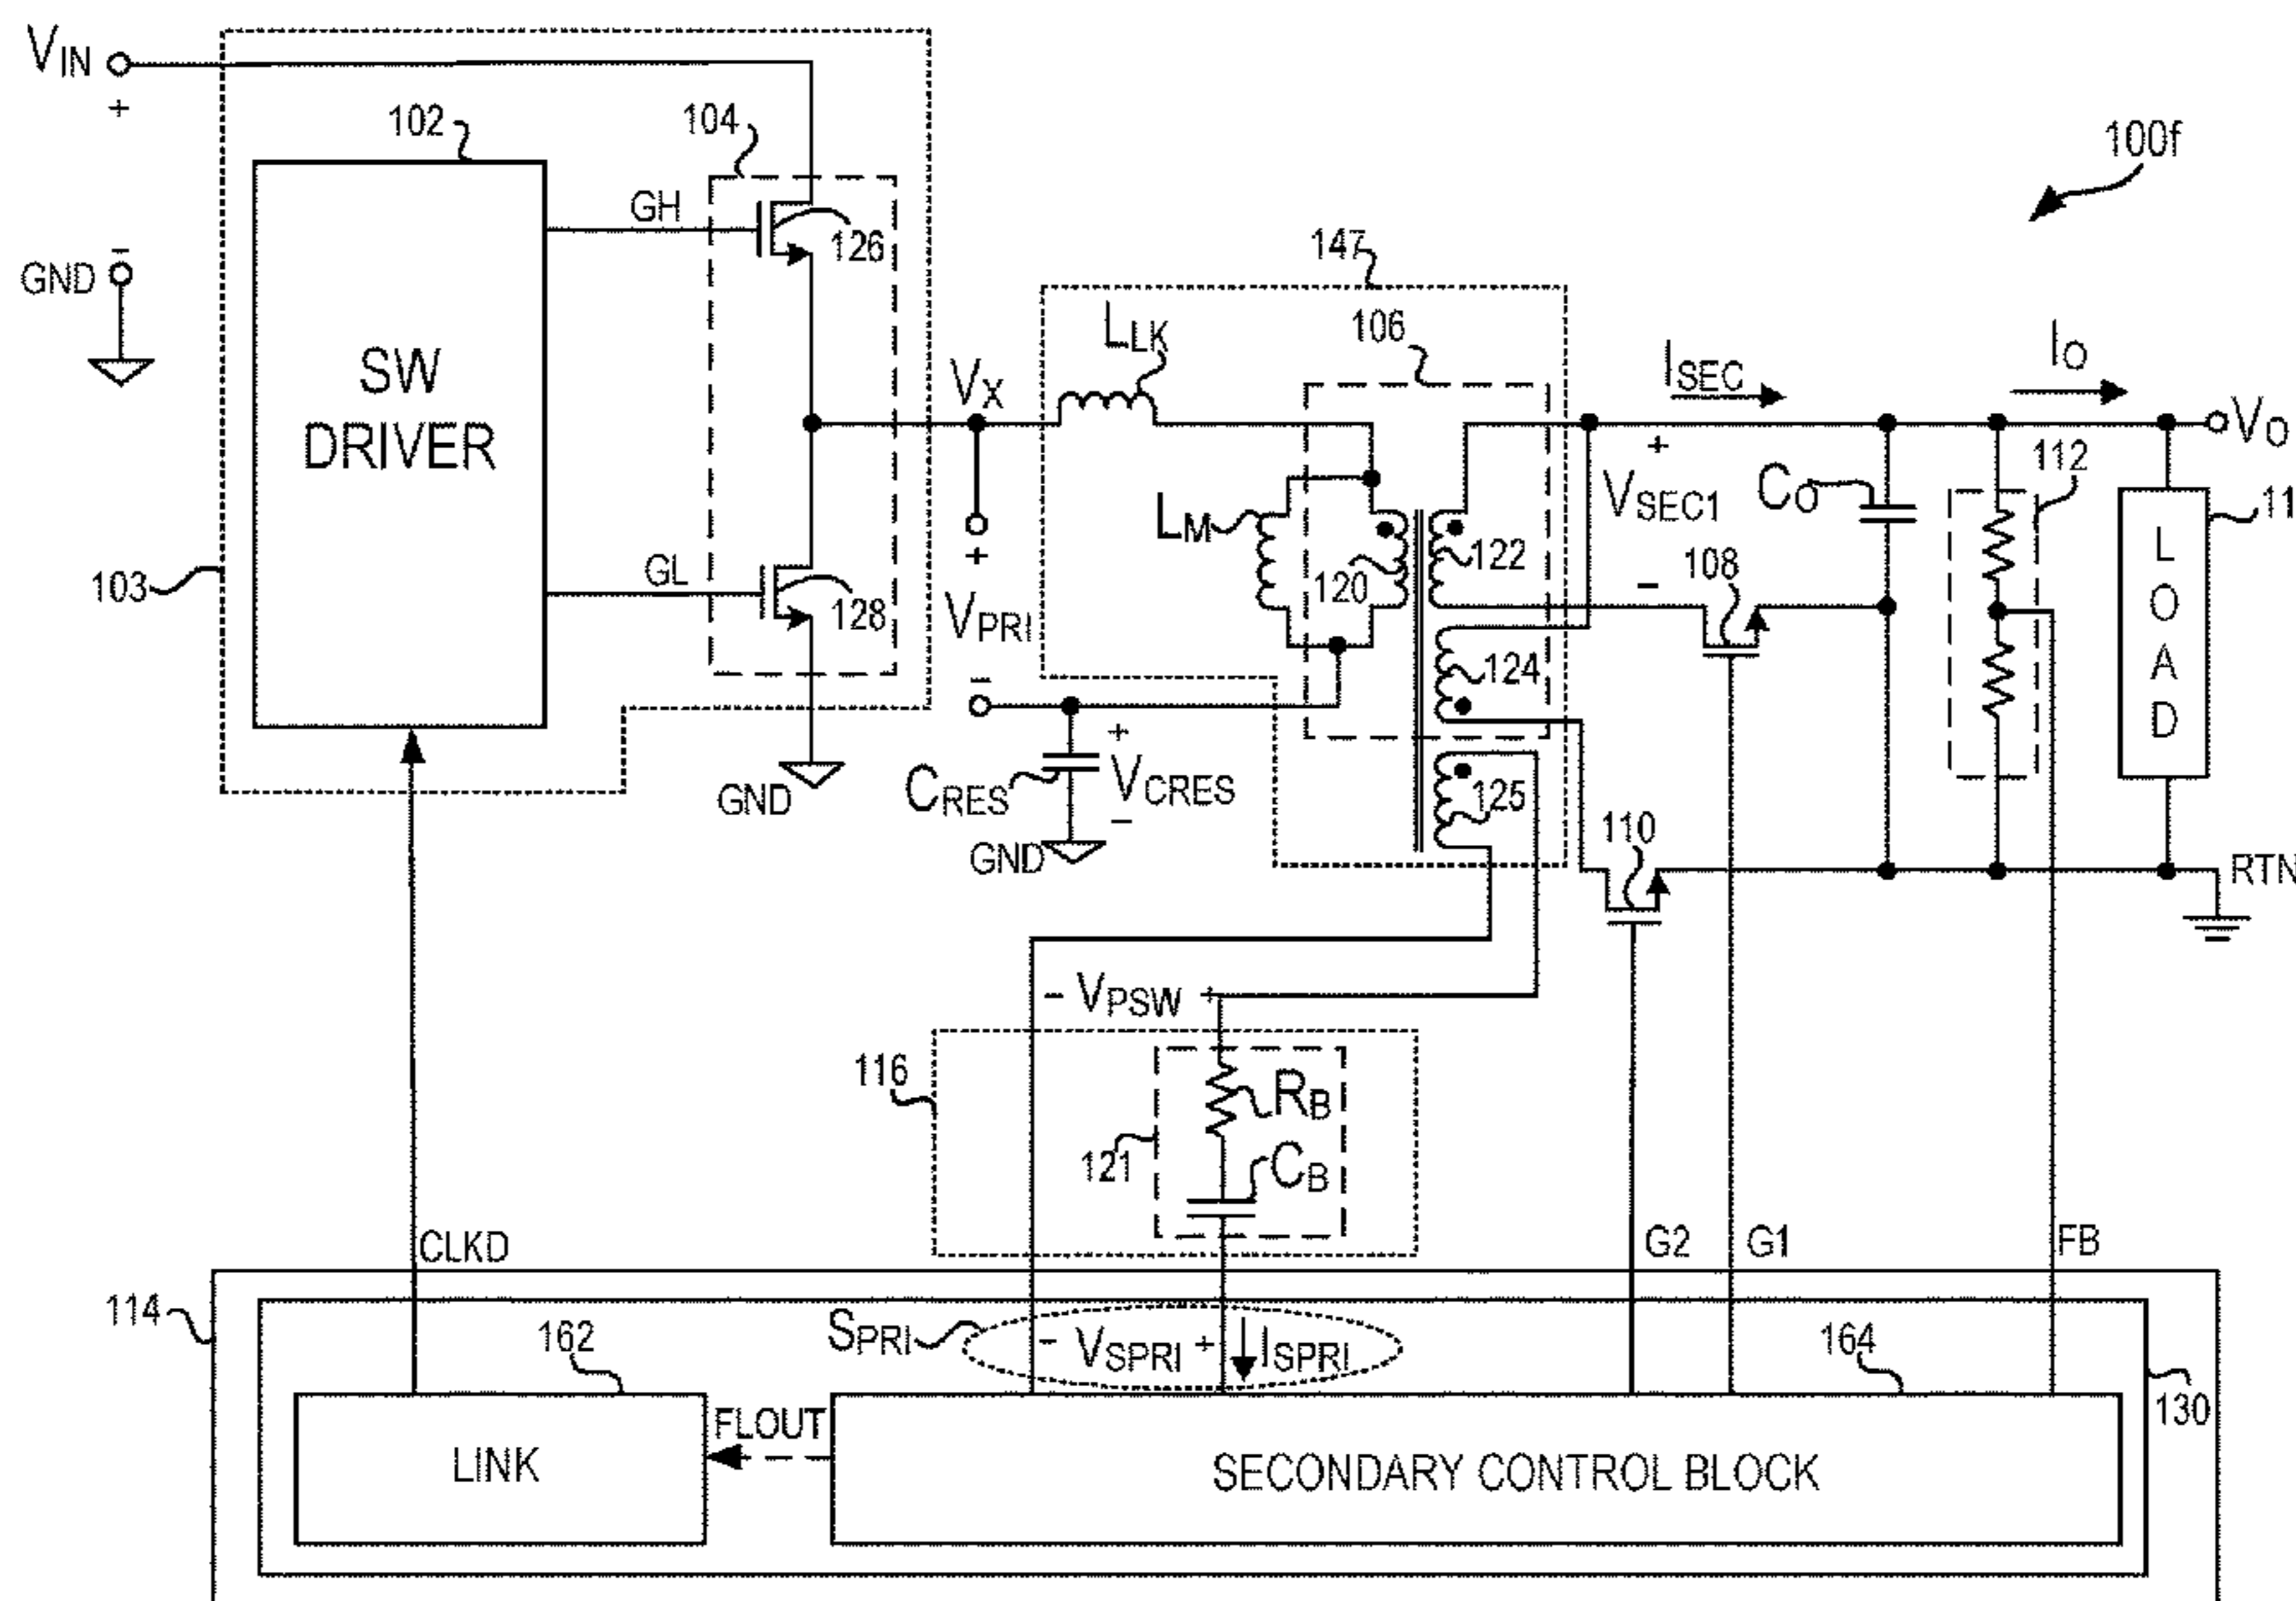 VIN
+
102
104
100f
GH
126
147
GND
-
LLK
106
ISEC
IO
SW
DRIVER
VX
VO
+
VSEC1
-
CO
112
11
LM
120
122
108
L
O
A
D
103
GL
128
+
VPRI
-
124
CRES
+
VCRES
-
125
GND
GND
110
RTN
- VPSW +
116
RB
121
CB
CLKD
G2
G1
FB
114
SPRI
- VSPRI +
ISPRI
162
164
130
FLOUT
LINK
SECONDARY CONTROL BLOCK